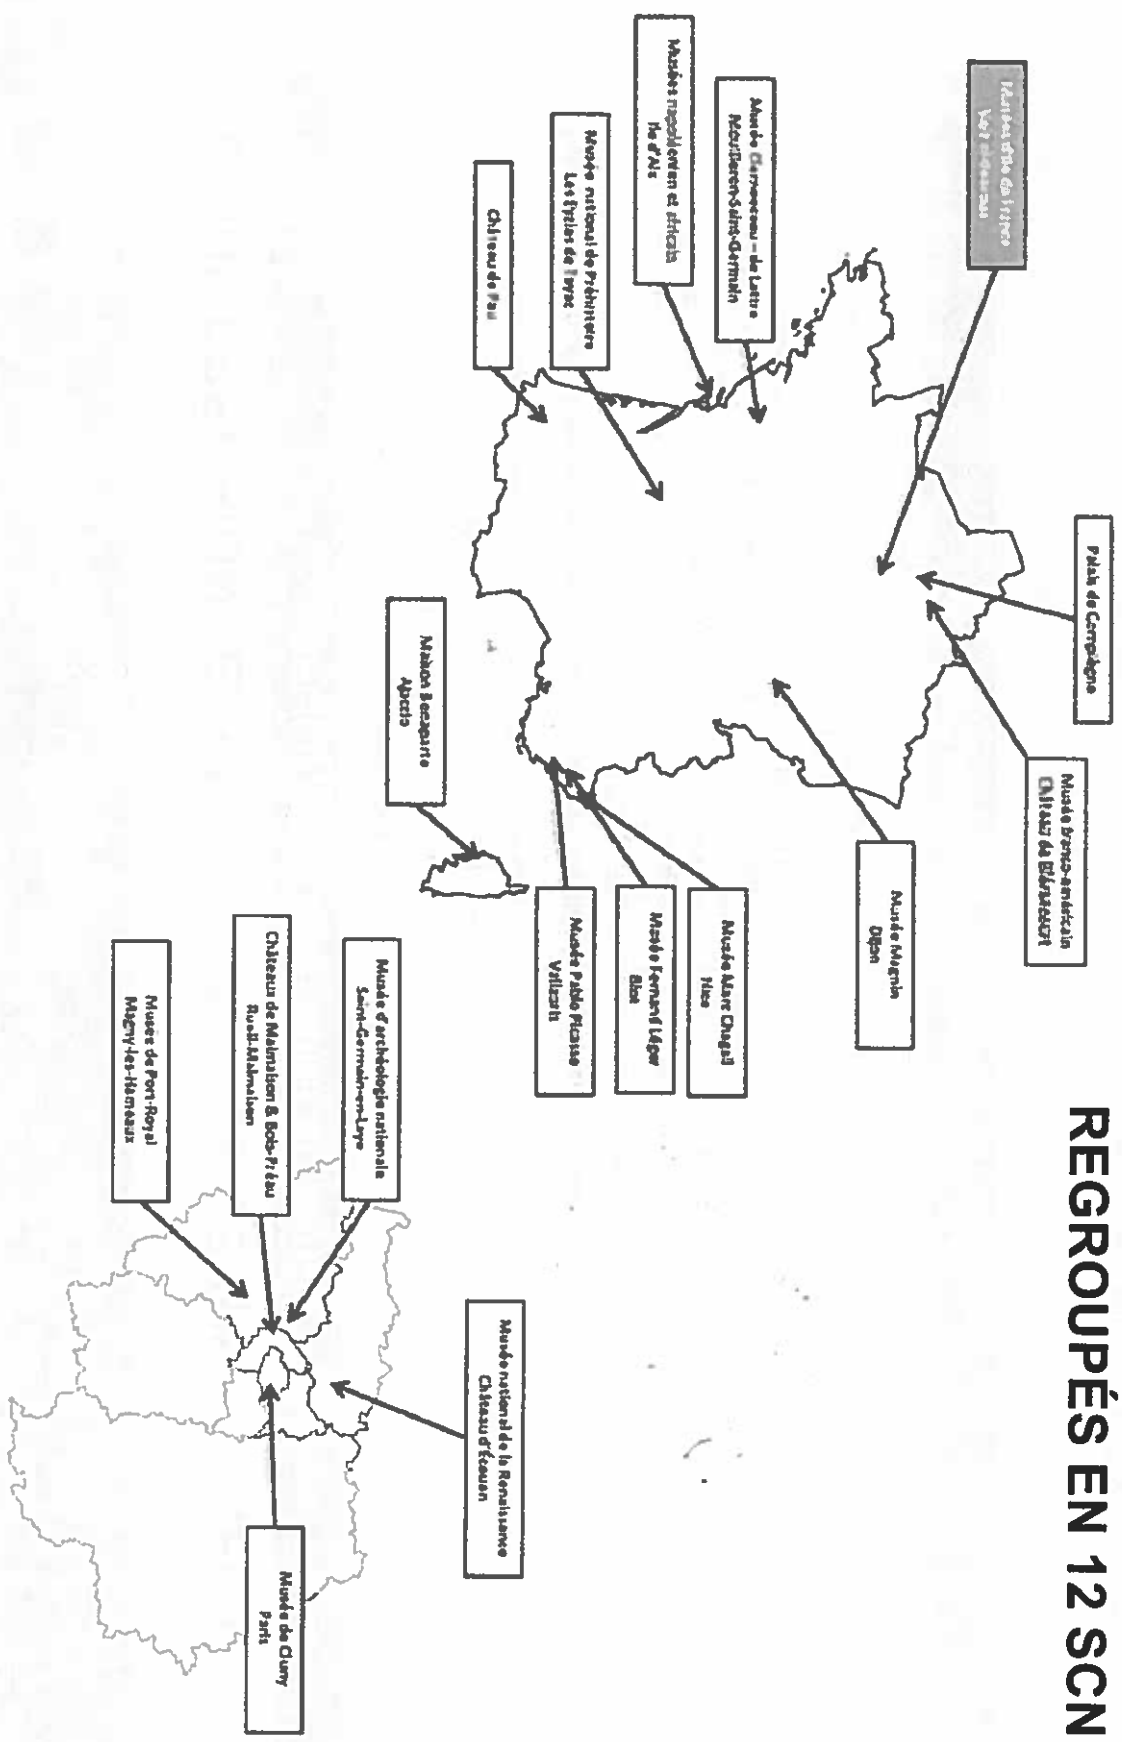 REGROUPÉS EN 12 SCN
Palais de Compiègne
Musée franco-américain
Château de Blérancourt
Musée Clemenceau - de Lattre
Mouilleron-Saint-Germain
Musées napoléonien et africain
Ile d'Aix
Musée national de Préhistoire
Les Eyzies de Tayac
Château de Pau
Musée Magnin
Dijon
Musée Marc Chagall
Nice
Musée Fernand Léger
Biot
Musée Pablo Picasso
Vallauris
Maison Bonaparte
Ajaccio
Musée national de la Renaissance
Château d'Écouen
Musée d'archéologie nationale
Saint-Germain-en-Laye
Châteaux de Malmaison & Bois-Préau
Rueil-Malmaison
Musée de Port-Royal
Magny-les-Hameaux
Musée de Cluny
Paris